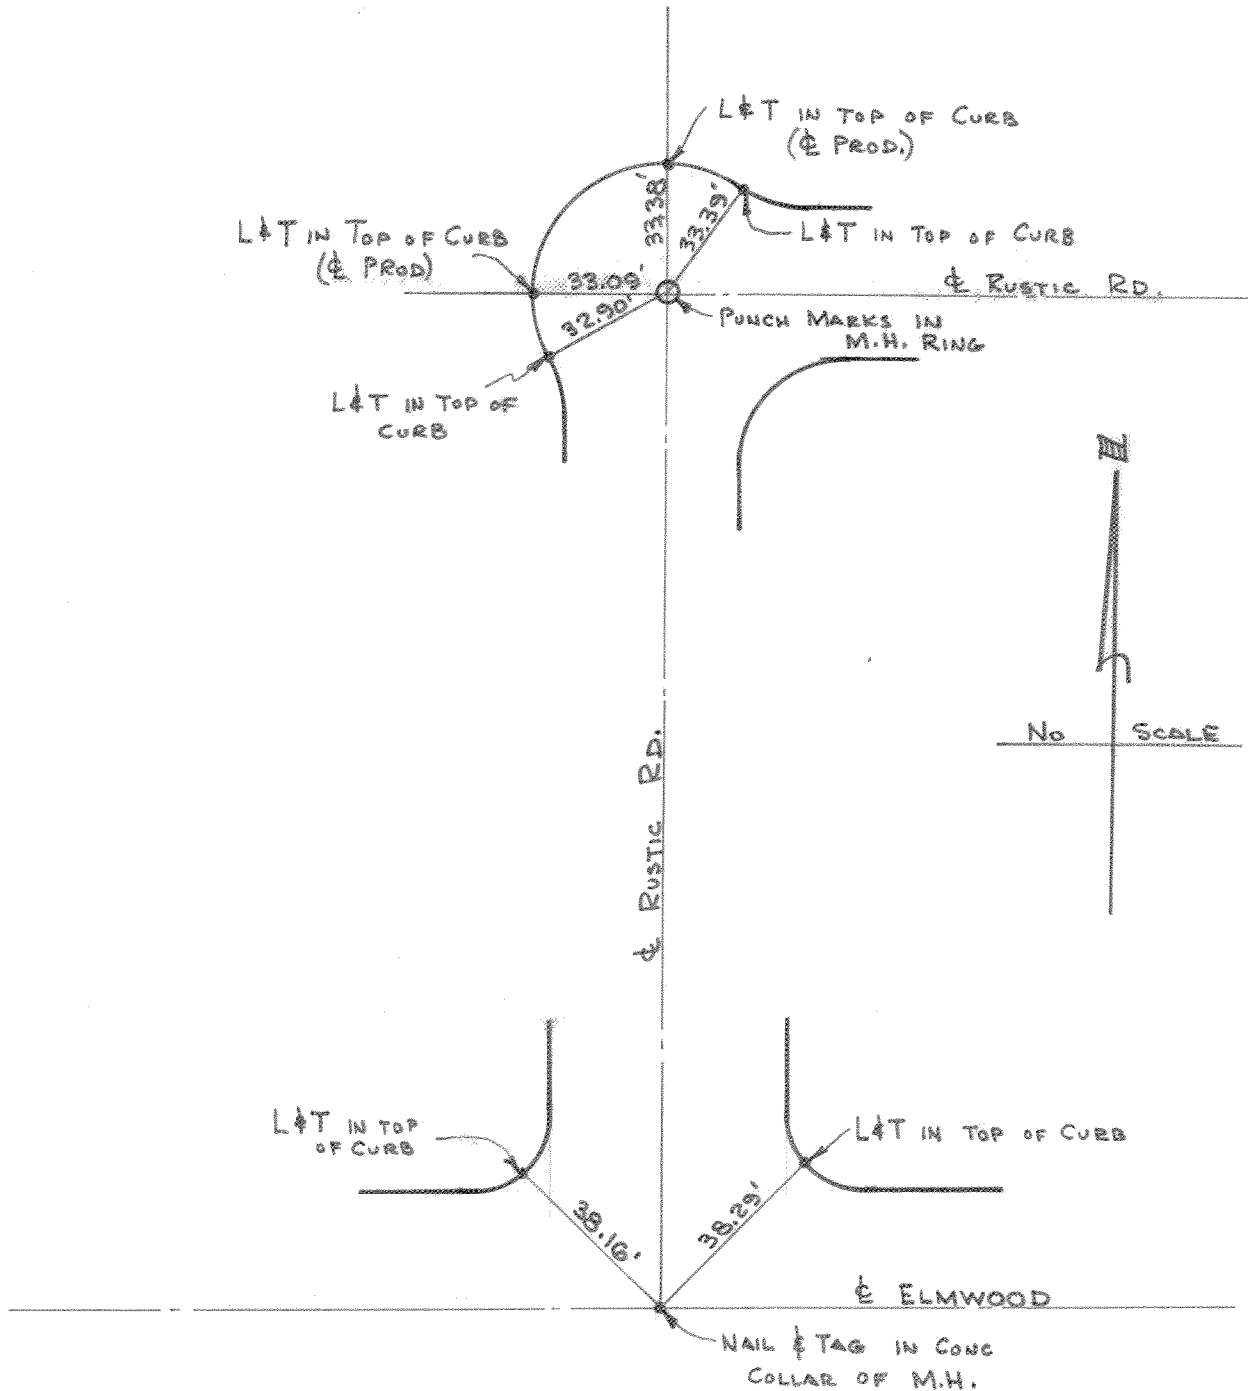 L&T IN TOP OF CURB
(℄ PROD.)
33.38'
33.39'
L&T IN TOP OF CURB
L&T IN TOP OF CURB
(℄ PROD)
33.09'
32.90'
℄ RUSTIC RD.
PUNCH MARKS IN
M.H. RING
L&T IN TOP OF
CURB
NO SCALE
℄ RUSTIC RD.
L&T IN TOP
OF CURB
L&T IN TOP OF CURB
38.16'
38.29'
℄ ELMWOOD
NAIL & TAG IN CONC
COLLAR OF M.H.